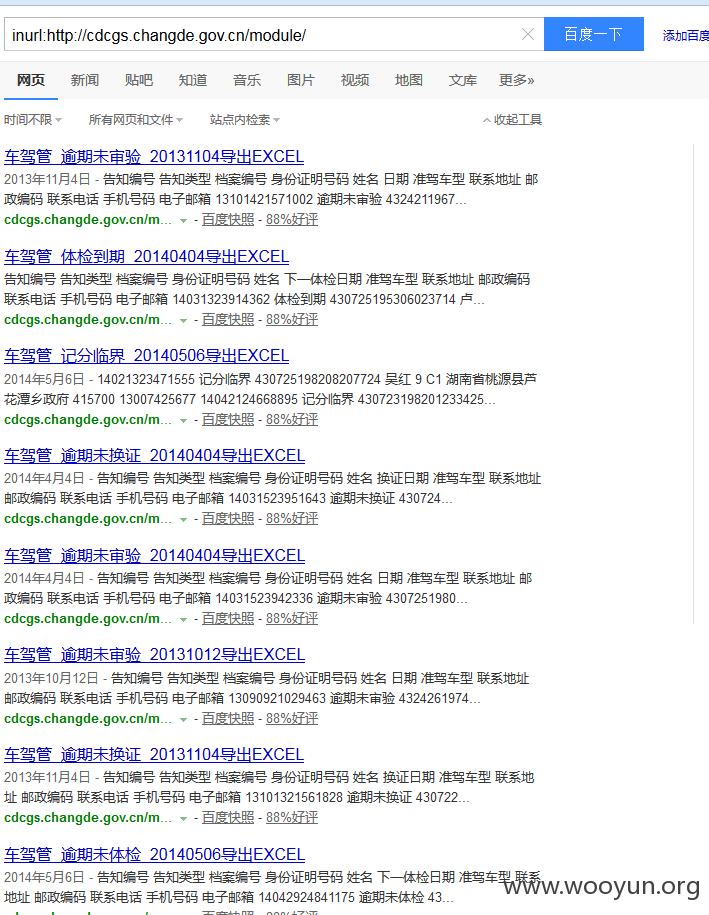 inurl:http://cdcgs.changde.gov.cn/module/
百度一下
添加百度
网页 新闻 贴吧 知道 音乐 图片 视频 地图 文库 更多»
时间不限 所有网页和文件 站点内检索 收起工具
车驾管_逾期未审验_20131104导出EXCEL
2013年11月4日 - 告知编号 告知类型 档案编号 身份证明号码 姓名 日期 准驾车型 联系地址 邮
政编码 联系电话 手机号码 电子邮箱 13101421571002 逾期未审验 4324211967...
cdcgs.changde.gov.cn/m... - 百度快照 - 88%好评
车驾管_体检到期_20140404导出EXCEL
告知编号 告知类型 档案编号 身份证明号码 姓名 下一体检日期 准驾车型 联系地址 邮政编码
联系电话 手机号码 电子邮箱 14031323914362 体检到期 430725195306023714 卢...
cdcgs.changde.gov.cn/m... - 百度快照 - 88%好评
车驾管_记分临界_20140506导出EXCEL
2014年5月6日 - 14021323471555 记分临界 430725198208207724 吴红 9 C1 湖南省桃源县芦
花潭乡政府 415700 13007425677 14042124668895 记分临界 430723198201233425...
cdcgs.changde.gov.cn/m... - 百度快照 - 88%好评
车驾管_逾期未换证_20140404导出EXCEL
2014年4月4日 - 告知编号 告知类型 档案编号 身份证明号码 姓名 换证日期 准驾车型 联系地址
邮政编码 联系电话 手机号码 电子邮箱 14031523951643 逾期未换证 430724...
cdcgs.changde.gov.cn/m... - 百度快照 - 88%好评
车驾管_逾期未审验_20140404导出EXCEL
2014年4月4日 - 告知编号 告知类型 档案编号 身份证明号码 姓名 日期 准驾车型 联系地址 邮
政编码 联系电话 手机号码 电子邮箱 14031523942336 逾期未审验 4307251980...
cdcgs.changde.gov.cn/m... - 百度快照 - 88%好评
车驾管_逾期未审验_20131012导出EXCEL
2013年10月12日 - 告知编号 告知类型 档案编号 身份证明号码 姓名 日期 准驾车型 联系地址
邮政编码 联系电话 手机号码 电子邮箱 13090921029463 逾期未审验 4324261974...
cdcgs.changde.gov.cn/m... - 百度快照 - 88%好评
车驾管_逾期未换证_20131104导出EXCEL
2013年11月4日 - 告知编号 告知类型 档案编号 身份证明号码 姓名 换证日期 准驾车型 联系地
址 邮政编码 联系电话 手机号码 电子邮箱 13101321561828 逾期未换证 430722...
cdcgs.changde.gov.cn/m... - 百度快照 - 88%好评
车驾管_逾期未体检_20140506导出EXCEL
2014年5月6日 - 告知编号 告知类型 档案编号 身份证明号码 姓名 下一体检日期 准驾车型 联系
地址 邮政编码 联系电话 手机号码 电子邮箱 14042924841175 逾期未体检 43...
www.wooyun.org
cdcgs.changde.gov.cn/m... - 百度快照 - 88%好评